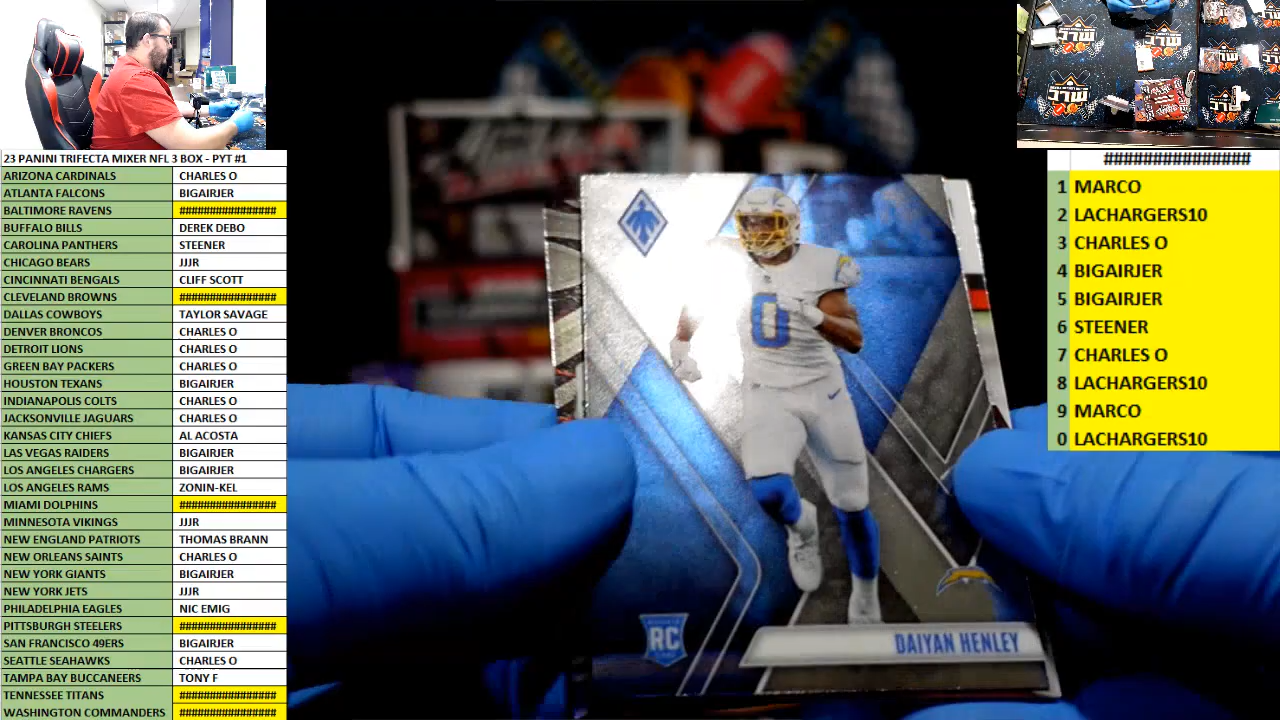 23 PANINI TRIFECTA MIXER NFL 3 BOX - PYT #1
ARIZONA CARDINALS CHARLES O
ATLANTA FALCONS BIGAIRJER
BALTIMORE RAVENS ################
BUFFALO BILLS DEREK DEBO
CAROLINA PANTHERS STEENER
CHICAGO BEARS JJJR
CINCINNATI BENGALS CLIFF SCOTT
CLEVELAND BROWNS ################
DALLAS COWBOYS TAYLOR SAVAGE
DENVER BRONCOS CHARLES O
DETROIT LIONS CHARLES O
GREEN BAY PACKERS CHARLES O
HOUSTON TEXANS BIGAIRJER
INDIANAPOLIS COLTS CHARLES O
JACKSONVILLE JAGUARS CHARLES O
KANSAS CITY CHIEFS AL ACOSTA
LAS VEGAS RAIDERS BIGAIRJER
LOS ANGELES CHARGERS BIGAIRJER
LOS ANGELES RAMS ZONIN-KEL
MIAMI DOLPHINS ################
MINNESOTA VIKINGS JJJR
NEW ENGLAND PATRIOTS THOMAS BRANN
NEW ORLEANS SAINTS CHARLES O
NEW YORK GIANTS BIGAIRJER
NEW YORK JETS JJJR
PHILADELPHIA EAGLES NIC EMIG
PITTSBURGH STEELERS ################
SAN FRANCISCO 49ERS BIGAIRJER
SEATTLE SEAHAWKS CHARLES O
TAMPA BAY BUCCANEERS TONY F
TENNESSEE TITANS ################
WASHINGTON COMMANDERS ################
0
RC
DAIYAN HENLEY
################
1 MARCO
2 LACHARGERS10
3 CHARLES O
4 BIGAIRJER
5 BIGAIRJER
6 STEENER
7 CHARLES O
8 LACHARGERS10
9 MARCO
0 LACHARGERS10